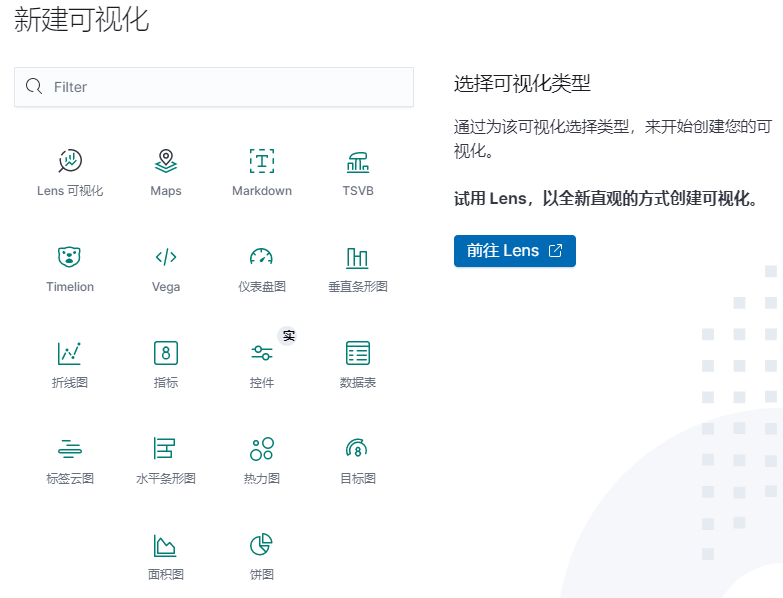 新建可视化
Filter
Lens 可视化
Maps
Markdown
TSVB
Timelion
Vega
仪表盘图
垂直条形图
折线图
8
指标
实
控件
数据表
标签云图
水平条形图
热力图
8
目标图
面积图
饼图
选择可视化类型
通过为该可视化选择类型，来开始创建您的可
视化。
试用 Lens，以全新直观的方式创建可视化。
前往 Lens